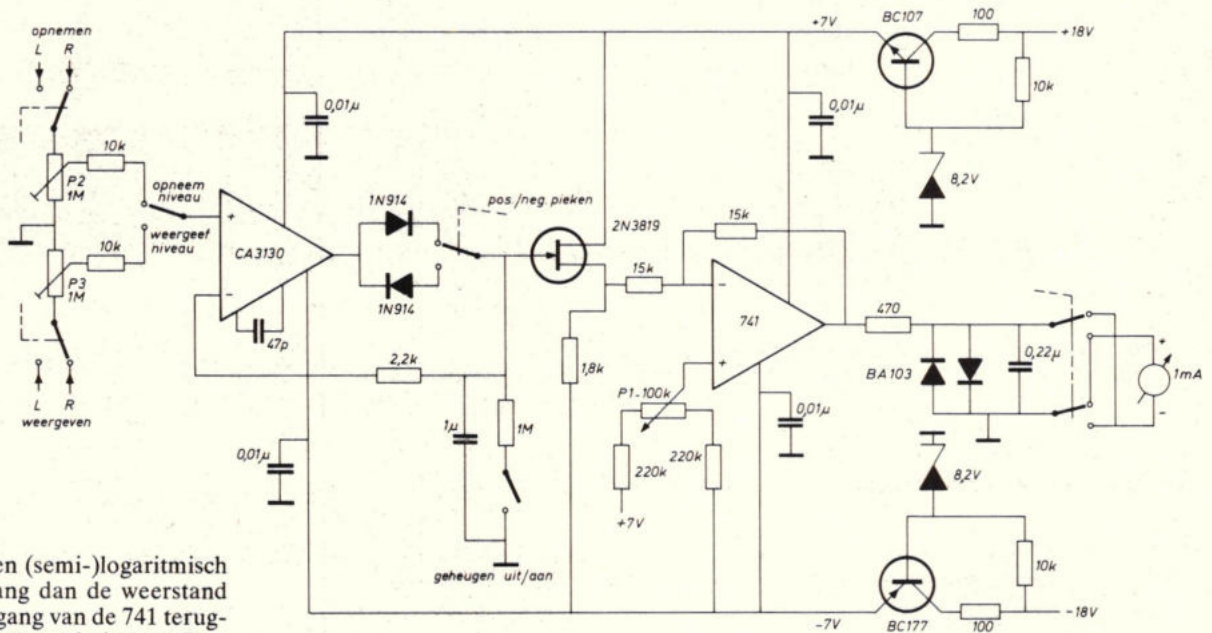 opnemen
L R
P2
1M
10k
opneem
niveau
weergeef
niveau
10k
P3
1M
L R
weergeven
+
CA3130
-
47p
0,01µ
1N914
1N914
pos./neg. pieken
2N3819
2,2k
1µ
1M
geheugen uit/aan
0,01µ
1,8k
15k
15k
-
741
+
P1-100k
220k
220k
+7V
0,01µ
0,01µ
+7V
BC107
100
+18V
10k
8,2V
470
BA103
0,22µ
+
1mA
-
8,2V
10k
-7V
BC177
100
-18V
en (semi-)logaritmisch
ang dan de weerstand
gang van de 741 terug-